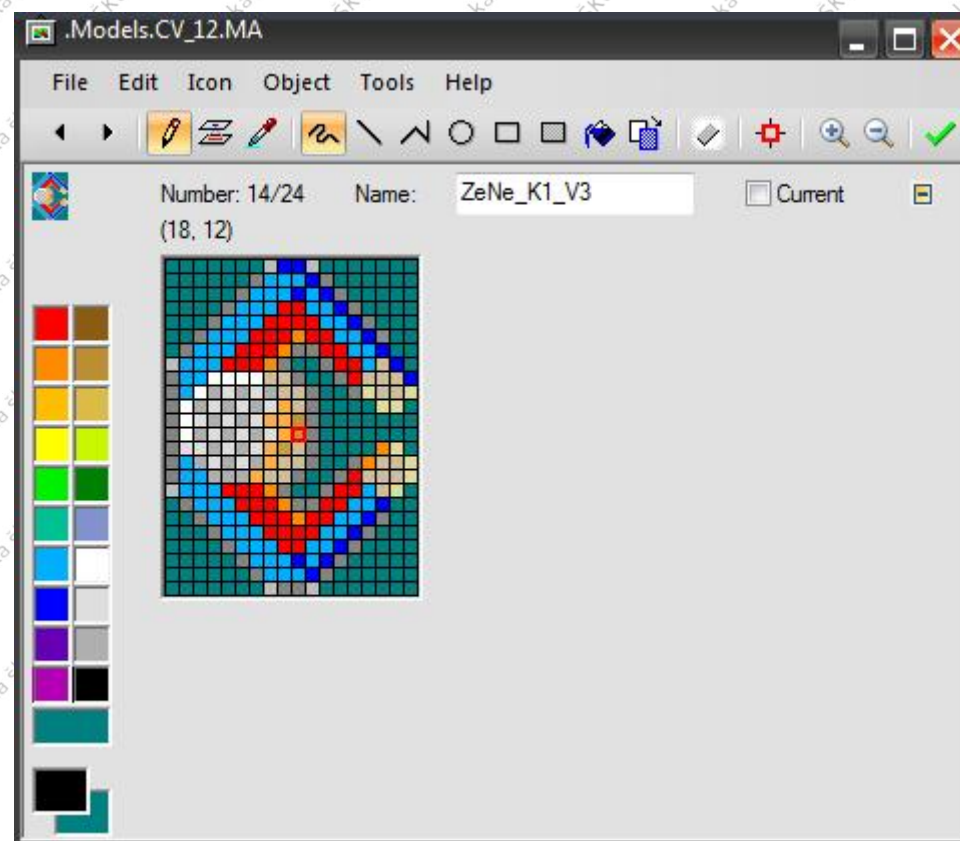 .Models.CV_12.MA
File Edit Icon Object Tools Help
Number: 14/24 Name: ZeNe_K1_V3 Current
(18, 12)